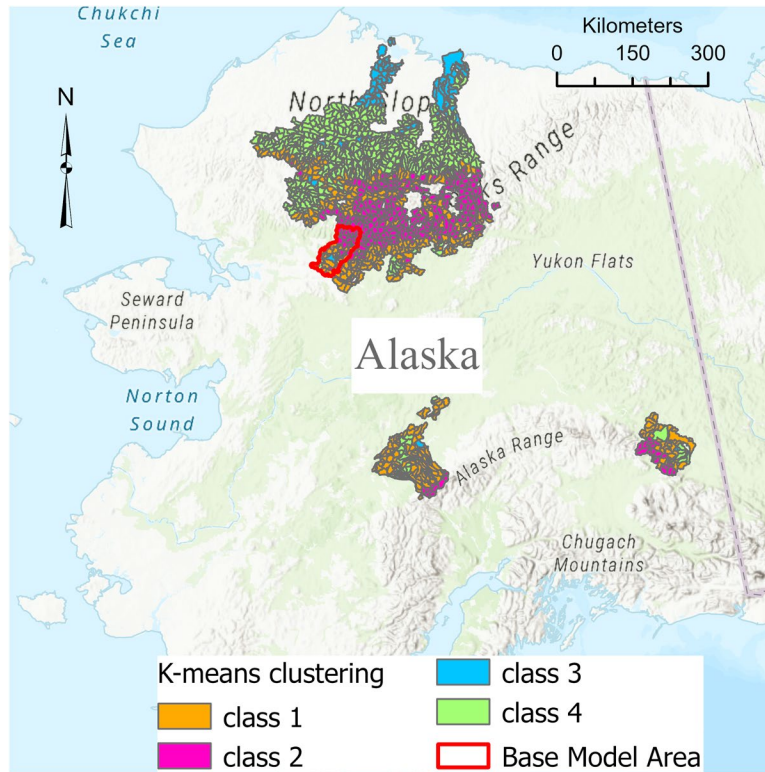 Chukchi
Sea
Kilometers
0 150 300
N
North Slop
ks Range
Yukon Flats
Seward
Peninsula
Alaska
Norton
Sound
Alaska Range
Chugach
Mountains
K-means clustering
class 1
class 2
class 3
class 4
Base Model Area